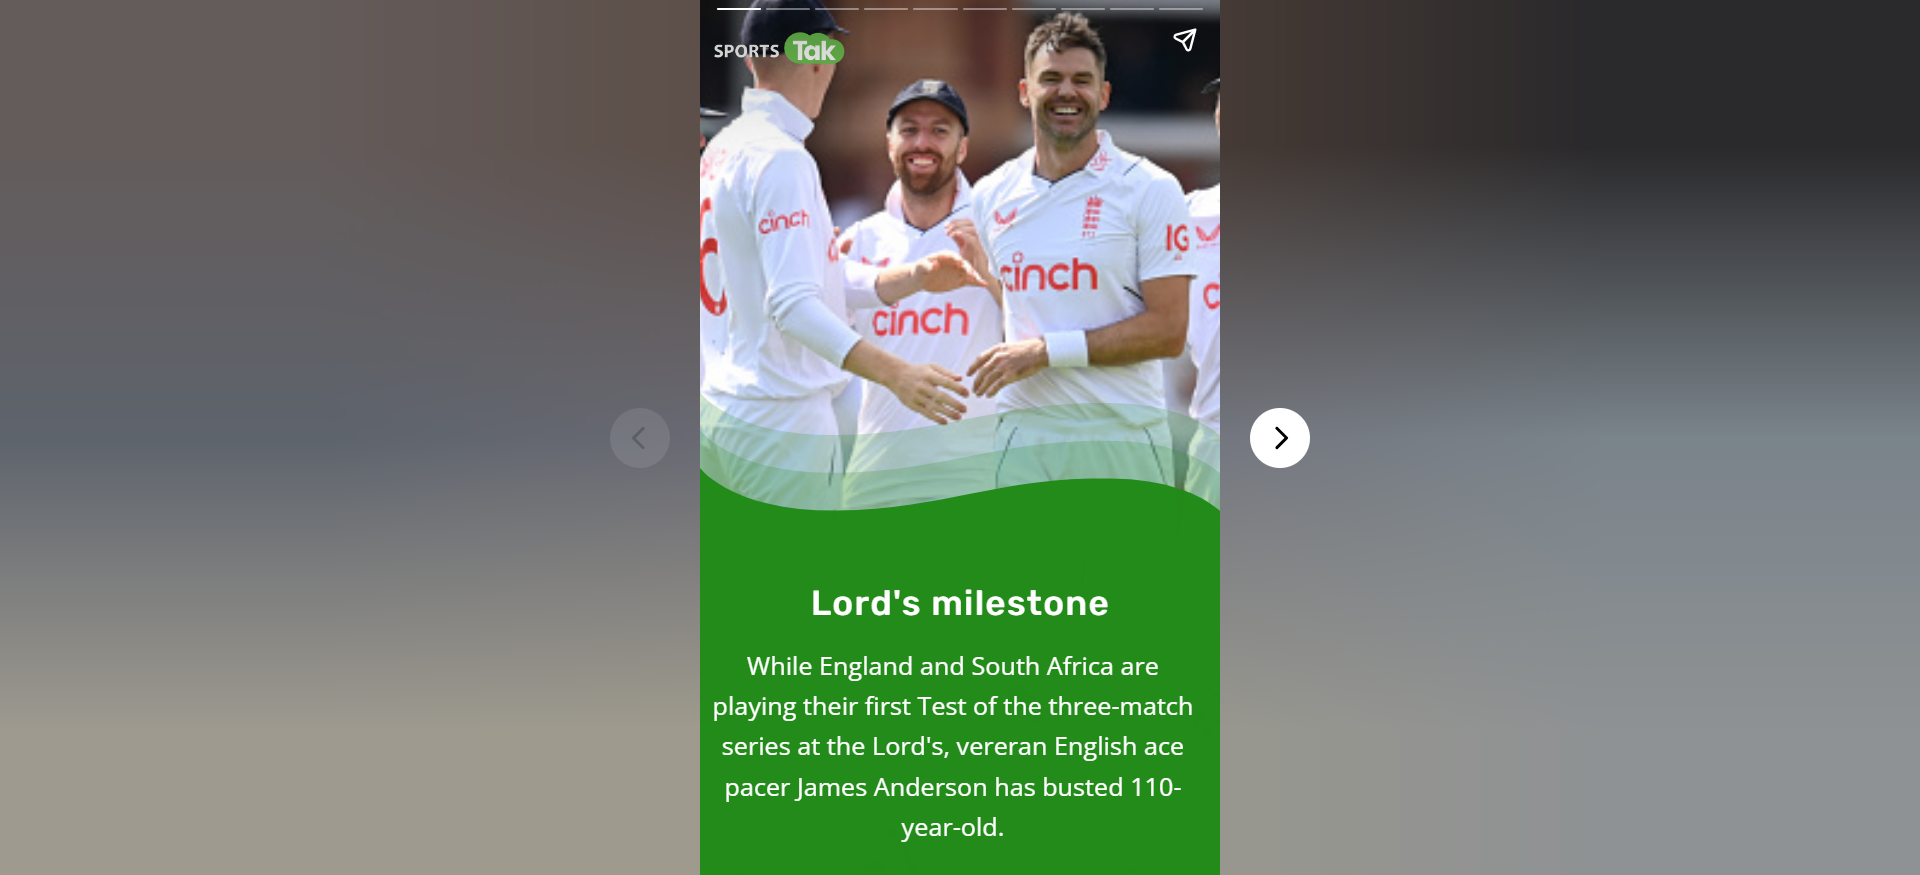 SPORTS Tak
cinch
cinch
cinch
IG
Lord's milestone
While England and South Africa are
playing their first Test of the three-match
series at the Lord's, vereran English ace
pacer James Anderson has busted 110-
year-old.